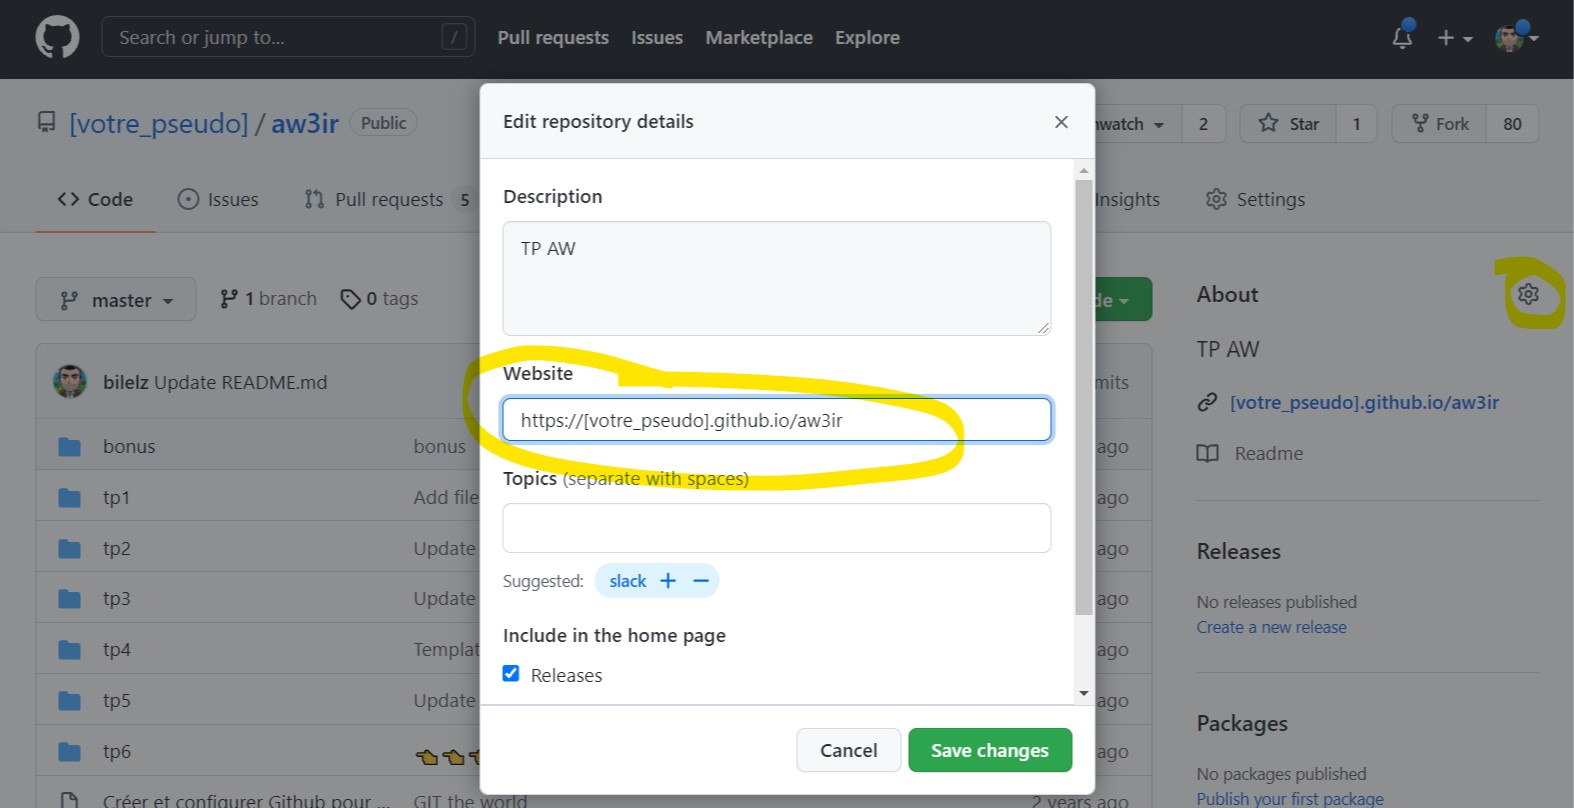 Search or jump to... / Pull requests Issues Marketplace Explore
[votre_pseudo] / aw3ir Public
Edit repository details
2 Star 1 Fork 80
Code Issues Pull requests 5
Insights Settings
Description
TP AW
master 1 branch 0 tags
About
TP AW
Website
https://[votre_pseudo].github.io/aw3ir
[votre_pseudo].github.io/aw3ir
Readme
bilelz Update README.md
bonus bonus ago
Topics (separate with spaces)
tp1 Add file ago
tp2 Update ago
Releases
Suggested: slack + −
tp3 Update ago
No releases published
Create a new release
Include in the home page
tp4 ago
Releases
tp5 Update ago
Packages
tp6 👈👈 ago
Cancel Save changes
No packages published
Publish your first package
Créer et configurer Github pour ... GIT the world 2 years ago